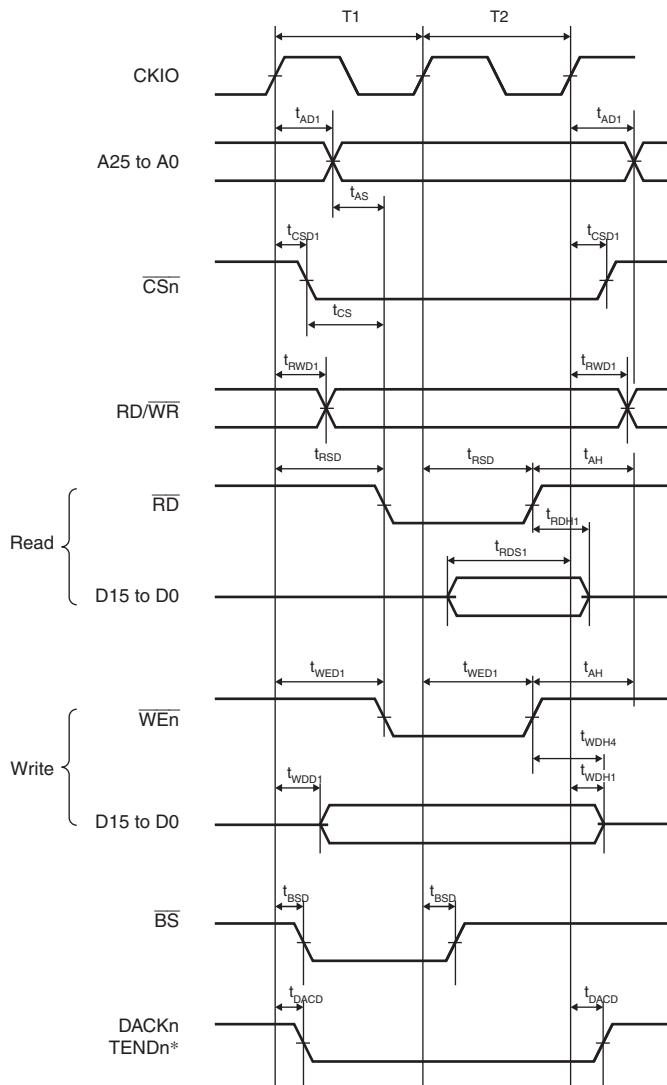 T1 T2
CKIO
tAD1 tAD1
A25 to A0
tAS
tCSD1 tCSD1
CSn
tCS
tRWD1 tRWD1
RD/WR
tRSD tRSD tAH
RD
tRDH1
Read
tRDS1
D15 to D0
tWED1 tWED1 tAH
WEn
tWDH4
Write
tWDD1 tWDH1
D15 to D0
tBSD tBSD
BS
tDACD tDACD
DACKn
TENDn*